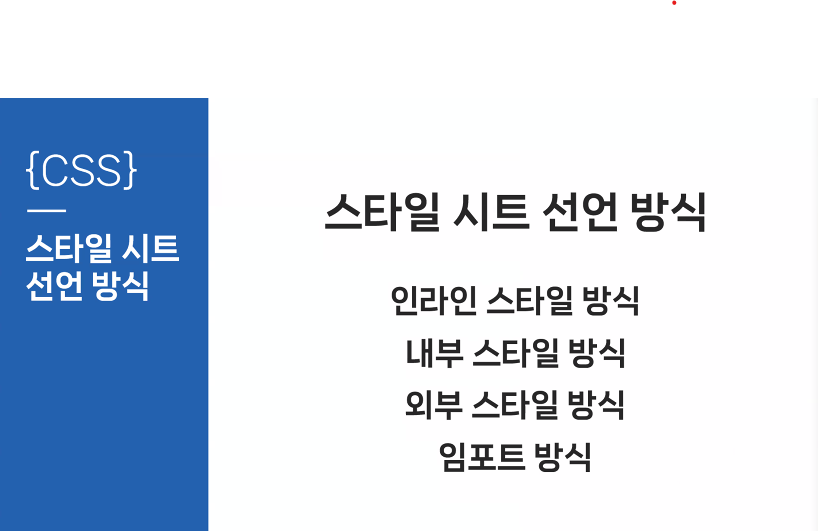 {CSS}
스타일 시트
선언 방식
스타일 시트 선언 방식
인라인 스타일 방식
내부 스타일 방식
외부 스타일 방식
임포트 방식